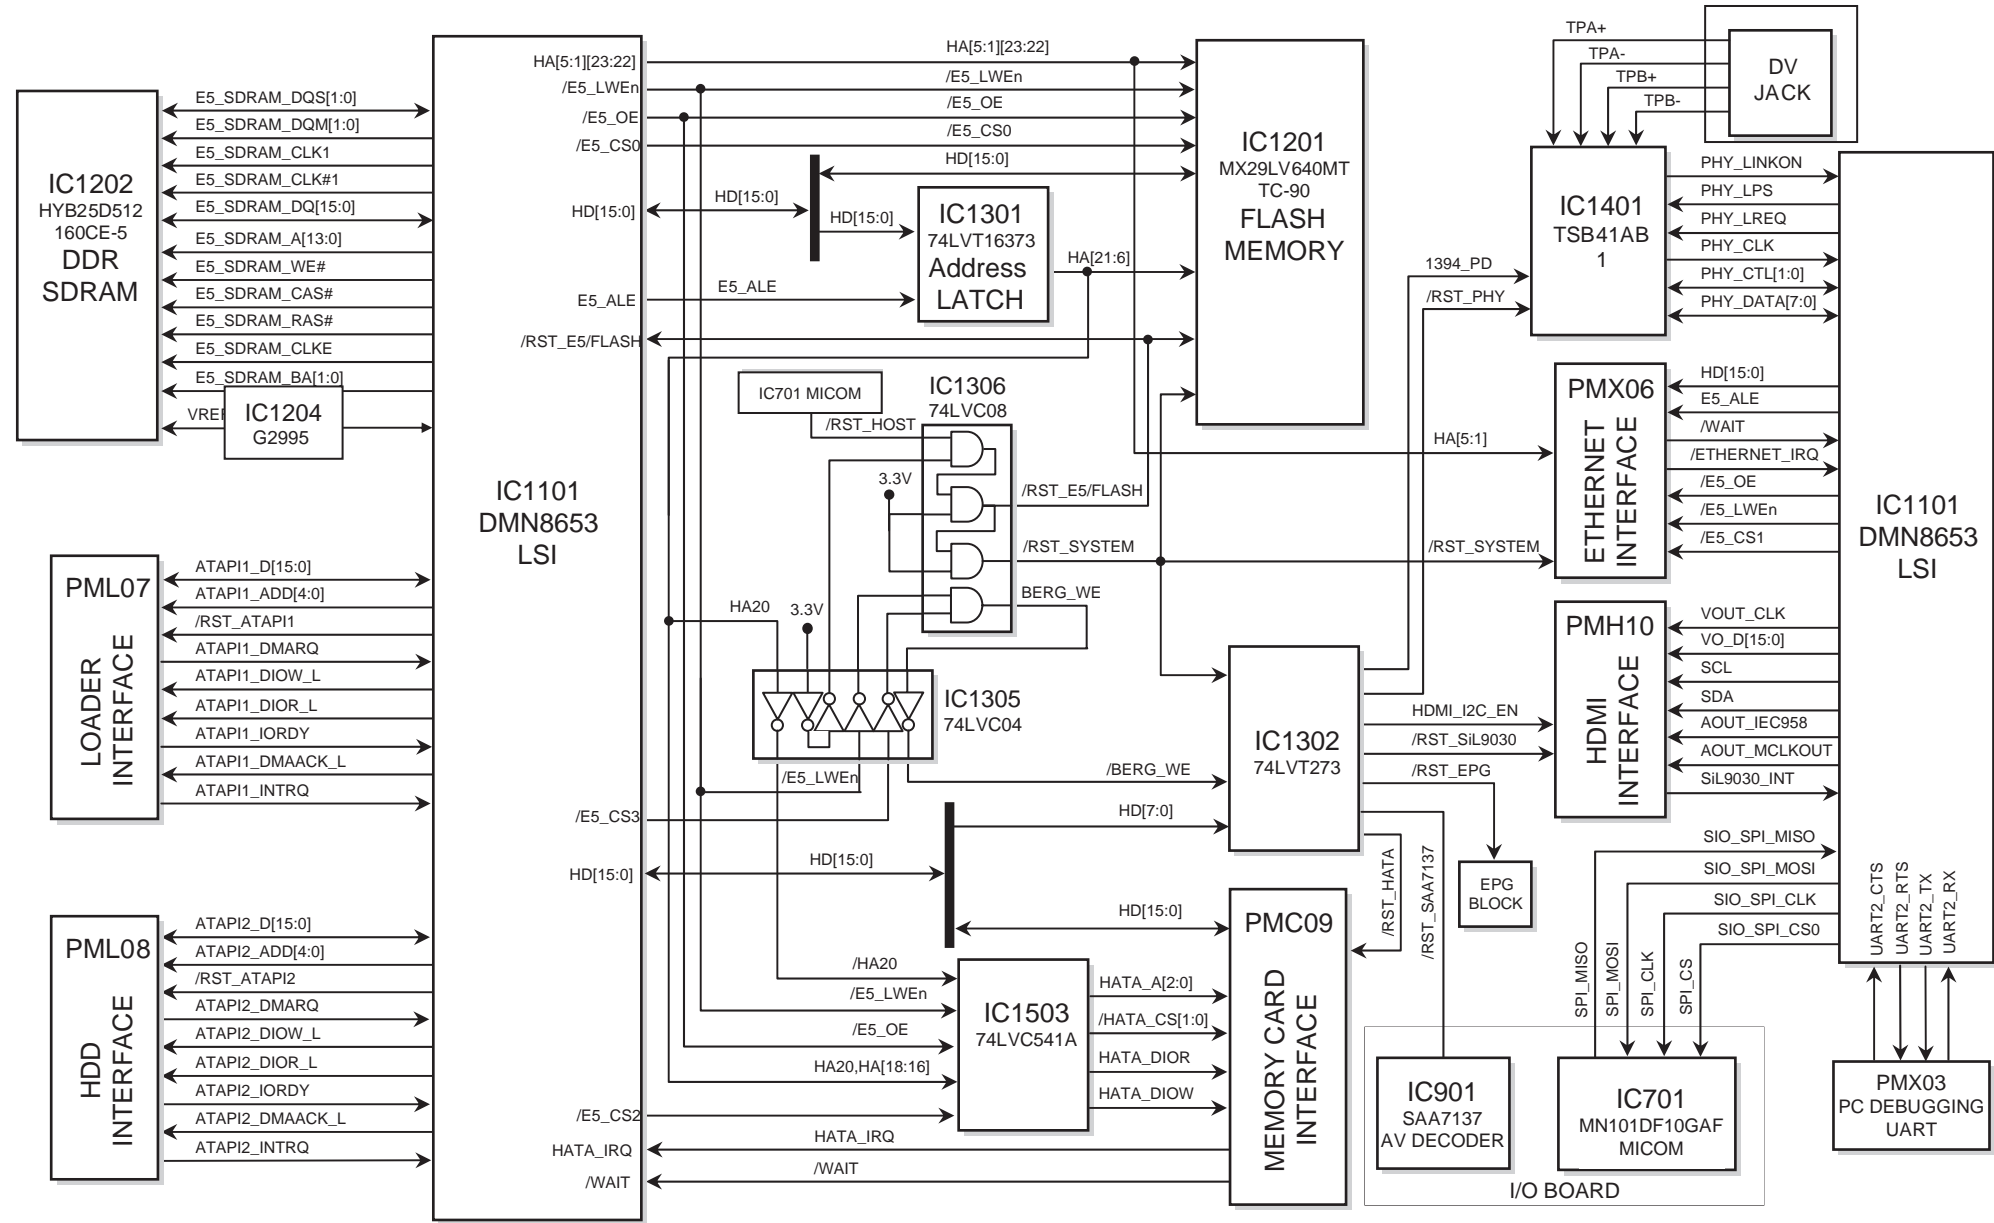 IC1202
HYB25D512
160CE-5
DDR
SDRAM
E5_SDRAM_DQS[1:0]
E5_SDRAM_DQM[1:0]
E5_SDRAM_CLK1
E5_SDRAM_CLK#1
E5_SDRAM_DQ[15:0]
E5_SDRAM_A[13:0]
E5_SDRAM_WE#
E5_SDRAM_CAS#
E5_SDRAM_RAS#
E5_SDRAM_CLKE
E5_SDRAM_BA[1:0]
IC1204
G2995
PML07
LOADER
INTERFACE
ATAPI1_D[15:0]
ATAPI1_ADD[4:0]
/RST_ATAPI1
ATAPI1_DMARQ
ATAPI1_DIOW_L
ATAPI1_DIOR_L
ATAPI1_IORDY
ATAPI1_DMAACK_L
ATAPI1_INTRQ
PML08
HDD
INTERFACE
ATAPI2_D[15:0]
ATAPI2_ADD[4:0]
/RST_ATAPI2
ATAPI2_DMARQ
ATAPI2_DIOW_L
ATAPI2_DIOR_L
ATAPI2_IORDY
ATAPI2_DMAACK_L
ATAPI2_INTRQ
IC1101
DMN8653
LSI
HA[5:1][23:22]
/E5_LWEn
/E5_OE
/E5_CS0
HD[15:0]
E5_ALE
/RST_E5/FLASH
/E5_CS3
HD[15:0]
/E5_CS2
HATA_IRQ
/WAIT
HA[5:1][23:22]
/E5_LWEn
/E5_OE
/E5_CS0
HD[15:0]
HD[15:0]
HD[15:0]
E5_ALE
IC1301
74LVT16373
Address
LATCH
HA[21:6]
IC1201
MX29LV640MT
TC-90
FLASH
MEMORY
IC701 MICOM
/RST_HOST
IC1306
74LVC08
3.3V
/RST_E5/FLASH
/RST_SYSTEM
BERG_WE
HA20
3.3V
IC1305
74LVC04
/E5_LWEn
/BERG_WE
HD[7:0]
HD[15:0]
HD[15:0]
/HA20
/E5_LWEn
/E5_OE
HA20,HA[18:16]
IC1503
74LVC541A
HATA_A[2:0]
/HATA_CS[1:0]
HATA_DIOR
HATA_DIOW
HATA_IRQ
/WAIT
IC1302
74LVT273
PMC09
MEMORY CARD
INTERFACE
1394_PD
/RST_PHY
HA[5:1]
/RST_SYSTEM
HDMI_I2C_EN
/RST_SiL9030
/RST_EPG
/RST_HATA
/RST_SAA7137
EPG
BLOCK
TPA+
TPA-
TPB+
TPB-
DV
JACK
IC1401
TSB41AB
1
PHY_LINKON
PHY_LPS
PHY_LREQ
PHY_CLK
PHY_CTL[1:0]
PHY_DATA[7:0]
PMX06
ETHERNET
INTERFACE
HD[15:0]
E5_ALE
/WAIT
/ETHERNET_IRQ
/E5_OE
/E5_LWEn
/E5_CS1
PMH10
HDMI
INTERFACE
VOUT_CLK
VO_D[15:0]
SCL
SDA
AOUT_IEC958
AOUT_MCLKOUT
SiL9030_INT
IC1101
DMN8653
LSI
SIO_SPI_MISO
SIO_SPI_MOSI
SIO_SPI_CLK
SIO_SPI_CS0
SPI_MISO
SPI_MOSI
SPI_CLK
SPI_CS
UART2_CTS
UART2_RTS
UART2_TX
UART2_RX
IC901
SAA7137
AV DECODER
IC701
MN101DF10GAF
MICOM
I/O BOARD
PMX03
PC DEBUGGING
UART